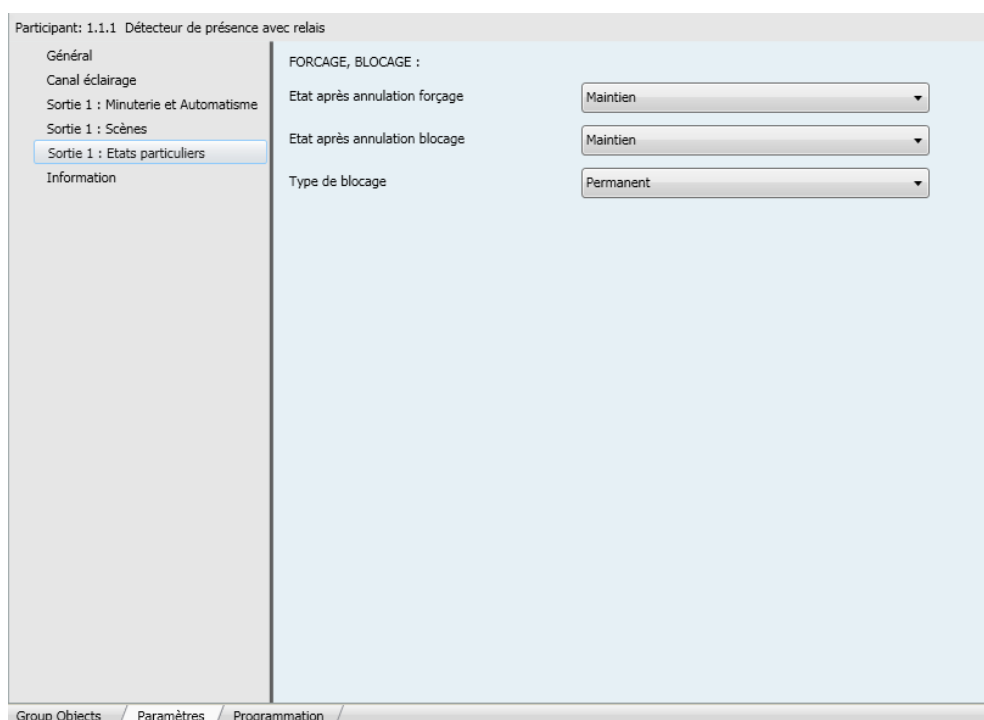 Participant: 1.1.1 Détecteur de présence avec relais
Général
Canal éclairage
Sortie 1 : Minuterie et Automatisme
Sortie 1 : Scènes
Sortie 1 : Etats particuliers
Information
FORCAGE, BLOCAGE :
Etat après annulation forçage
Maintien
Etat après annulation blocage
Maintien
Type de blocage
Permanent
Group Objects
Paramètres
Programmation